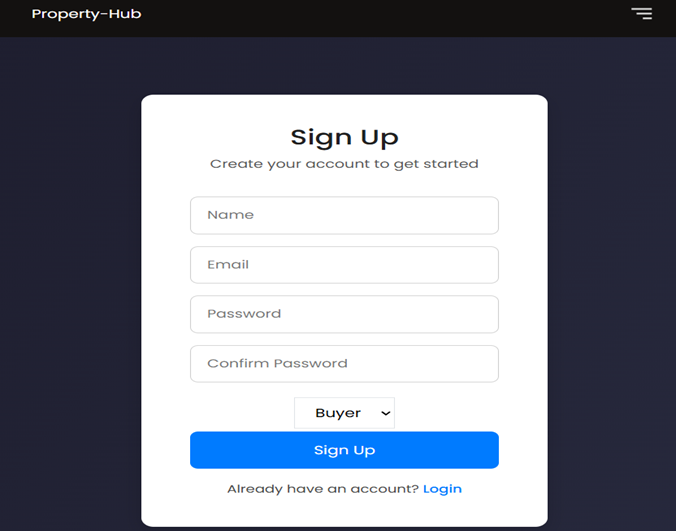 Property-Hub
Sign Up
Create your account to get started
Name
Email
Password
Confirm Password
Buyer
Sign Up
Already have an account? Login